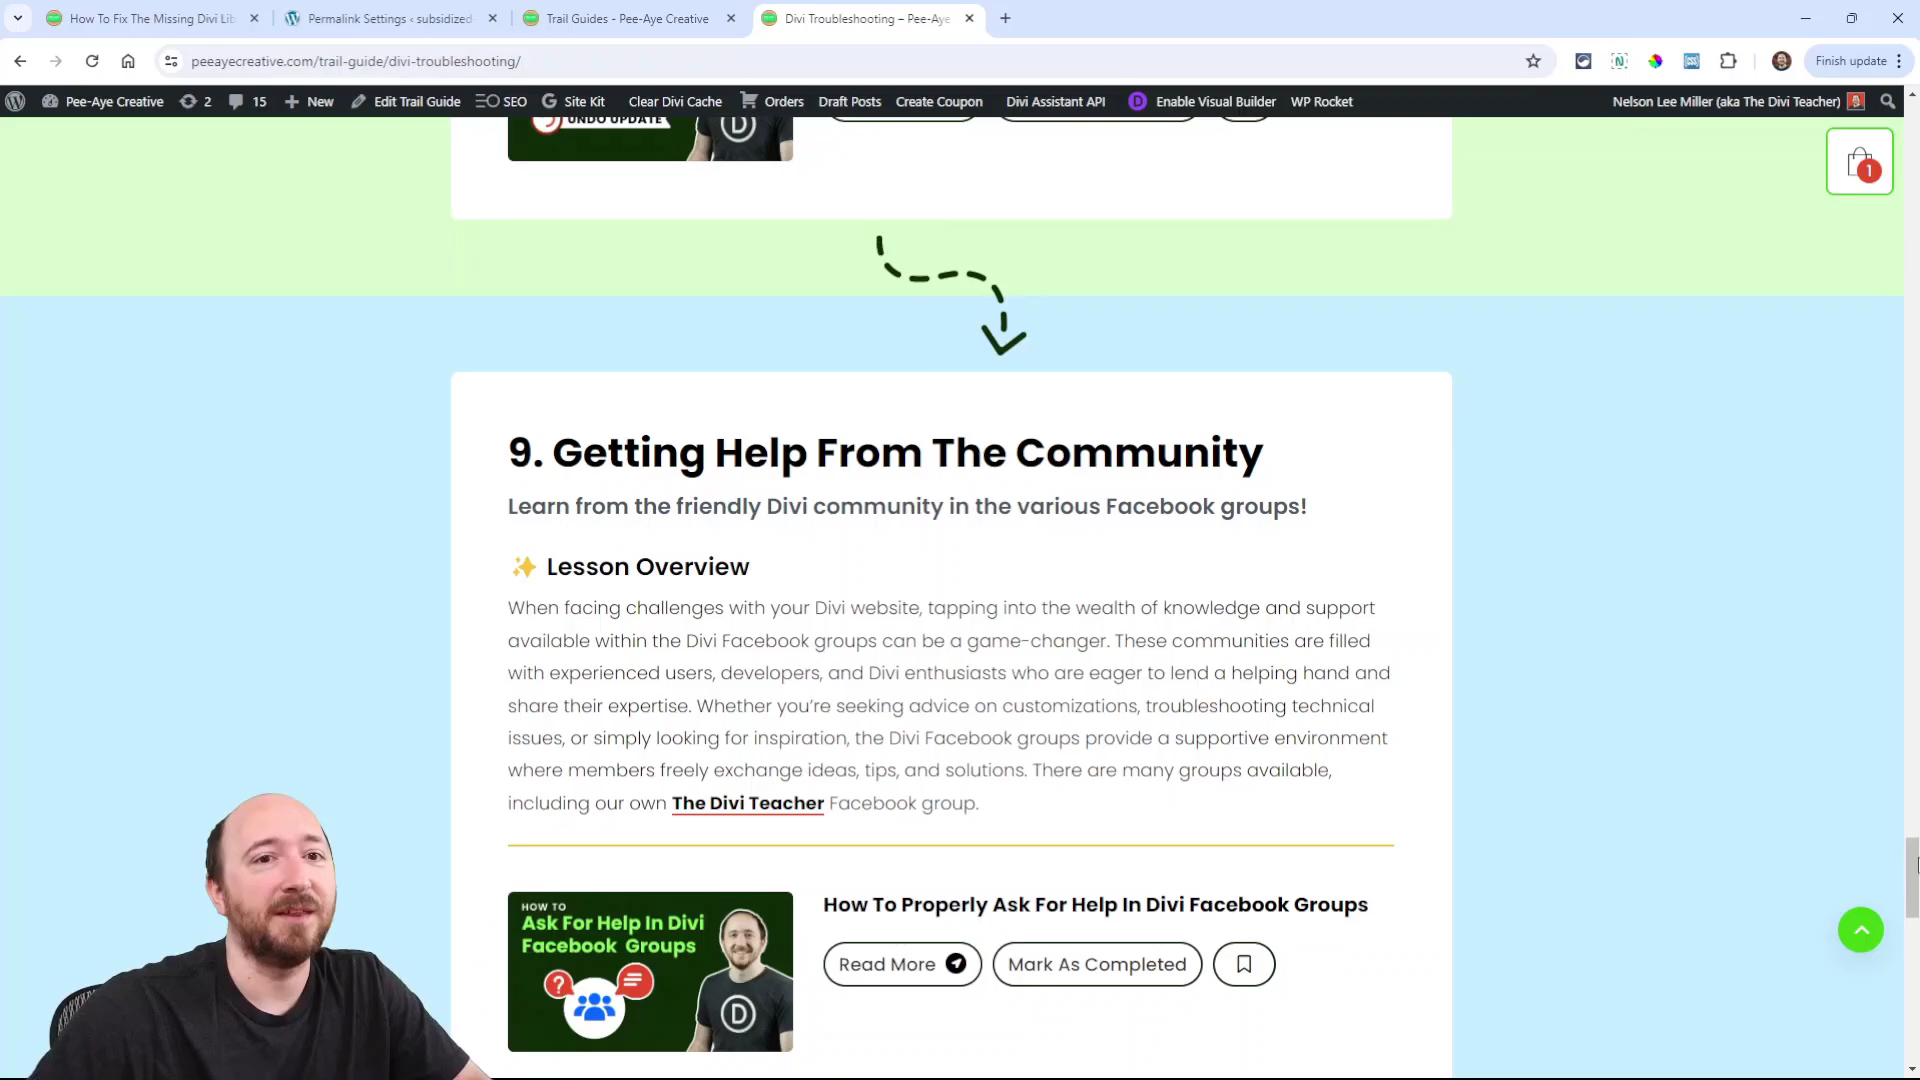 How To Fix The Missing Divi Lib
Permalink Settings ‹ subsidized
Trail Guides - Pee-Aye Creative
Divi Troubleshooting – Pee-Aye
peeayecreative.com/trail-guide/divi-troubleshooting/
Finish update
Pee-Aye Creative
2
15
New
Edit Trail Guide
SEO
Site Kit
Clear Divi Cache
Orders
Draft Posts
Create Coupon
Divi Assistant API
D
Enable Visual Builder
WP Rocket
Nelson Lee Miller (aka The Divi Teacher)
UNDO UPDATE
D
1
9. Getting Help From The Community
Learn from the friendly Divi community in the various Facebook groups!
✨ Lesson Overview
When facing challenges with your Divi website, tapping into the wealth of knowledge and support
available within the Divi Facebook groups can be a game-changer. These communities are filled
with experienced users, developers, and Divi enthusiasts who are eager to lend a helping hand and
share their expertise. Whether you’re seeking advice on customizations, troubleshooting technical
issues, or simply looking for inspiration, the Divi Facebook groups provide a supportive environment
where members freely exchange ideas, tips, and solutions. There are many groups available,
including our own The Divi Teacher Facebook group.
HOW TO
Ask For Help In Divi
Facebook Groups
?
D
How To Properly Ask For Help In Divi Facebook Groups
Read More
Mark As Completed